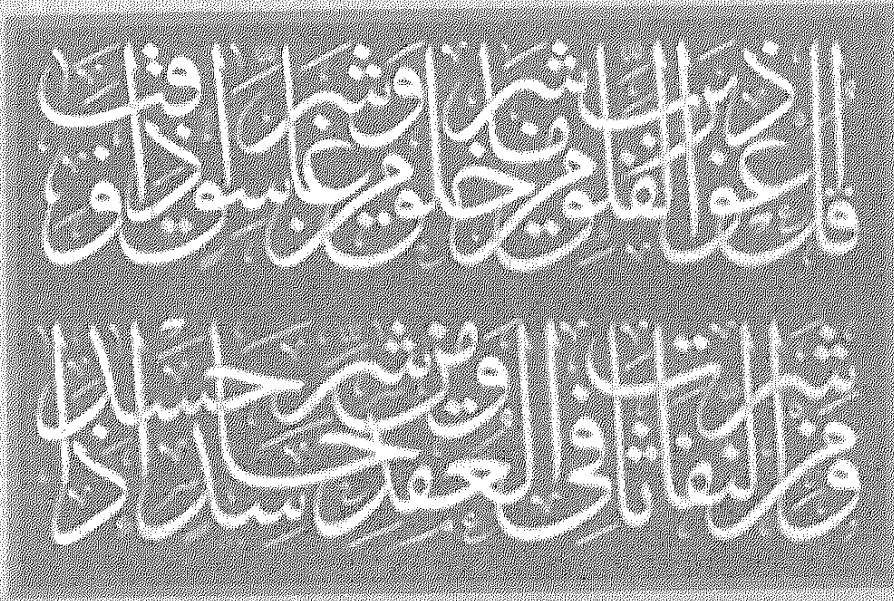 قل أعوذ برب الفلق من شر ما خلق ومن شر غاسق إذا وقب
ومن شر النفاثات في العقد ومن شر حاسد إذا حسد